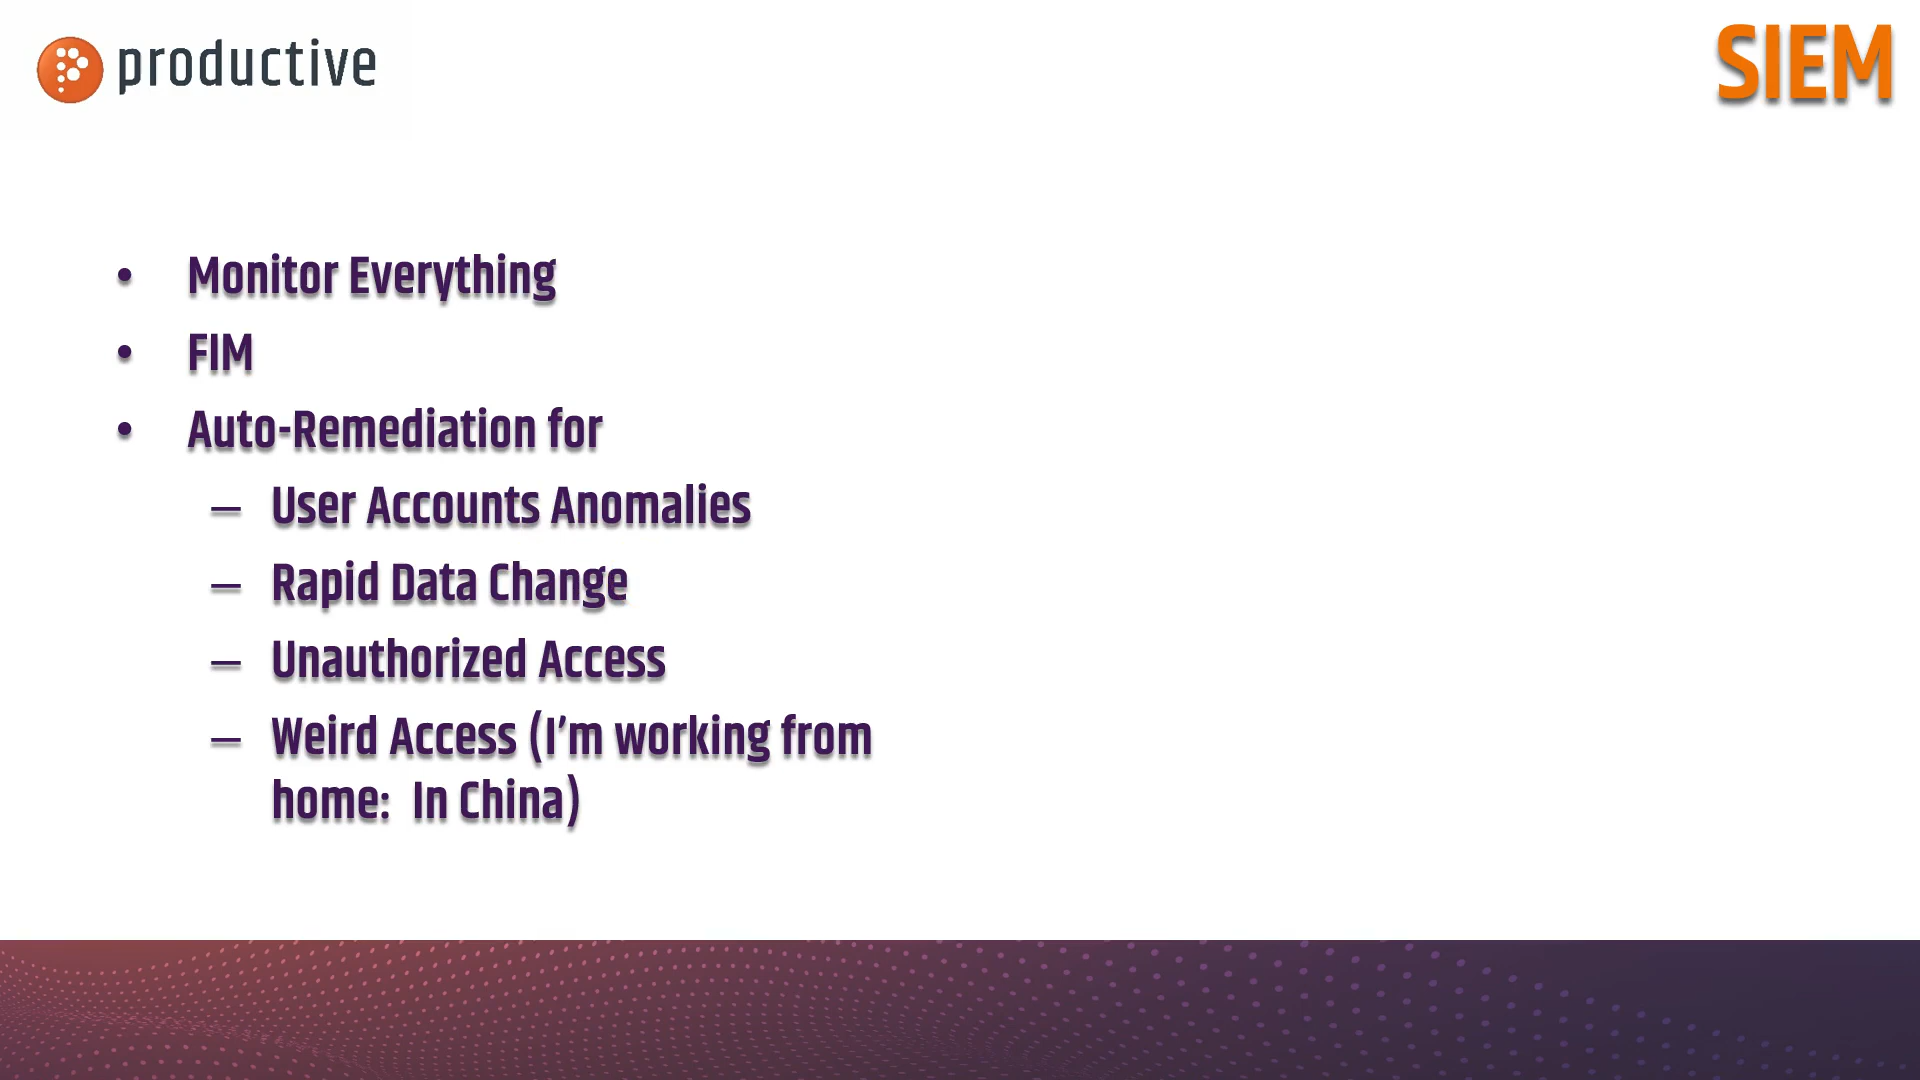 productive
SIEM
• Monitor Everything
• FIM
• Auto-Remediation for
– User Accounts Anomalies
– Rapid Data Change
– Unauthorized Access
– Weird Access (I’m working from
home:  In China)